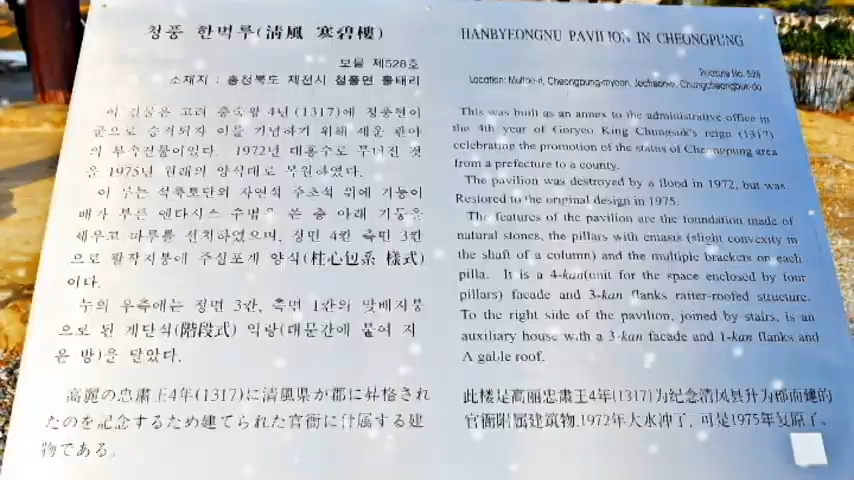 청풍 한벽루(淸風 寒碧樓)
보물 제528호
소재지 : 충청북도 제천시 청풍면 물태리
이 건물은 고려 충숙왕 4년(1317)에 청풍현이
군으로 승격되자 이를 기념하기 위해 세운 관아
의 부속건물이었다. 1972년 대홍수로 무너진 것
을 1975년 원래의 양식대로 복원하였다.
이 루는 석축토단의 자연석 주초석 위에 기둥이
배가 부른 엔타시스 수법을 쓴 흘 아래 기둥을
세우고 마루를 설치하였으며, 정면 4칸 측면 3칸
으로 팔작지붕에 주심포계 양식(柱心包系 樣式)
이다.
누의 우측에는 정면 3칸, 측면 1칸의 맞배지붕
으로 된 계단식(階段式) 익랑(대문간에 붙여 지
은 방)을 달았다.
高麗の忠肅王4年(1317)に清風県が郡に昇格され
たのを記念するため建てられた官衙に付属する建
物である。
HANBYEONGNU PAVILION IN CHEONGPUNG
Treasure No. 528
Location: Multae-ri, Cheongpung-myeon, Jecheon-si, Chungcheongbuk-do
This was built as an annex to the administrative office in
the 4th year of Goryeo King Chungsuk's reign (1317)
celebrating the promotion of the status of Cheongpung area
from a prefecture to a county.
The pavilion was destroyed by a flood in 1972, but was
Restored to the original design in 1975.
The features of the pavilion are the foundation made of
natural stones, the pillars with entasis (slight convexity in
the shaft of a column) and the multiple brackets on each
pilla. It is a 4-kan(unit for the space enclosed by four
pillars) facade and 3-kan flanks rafter-roofed structure.
To the right side of the pavilion, joined by stairs, is an
auxiliary house with a 3-kan facade and 1-kan flanks and
A gable roof.
此楼是高丽忠肃王4年(1317)为纪念清风县升为郡而建的
官衙附属建筑物.1972年大水冲了, 可是1975年复原了。